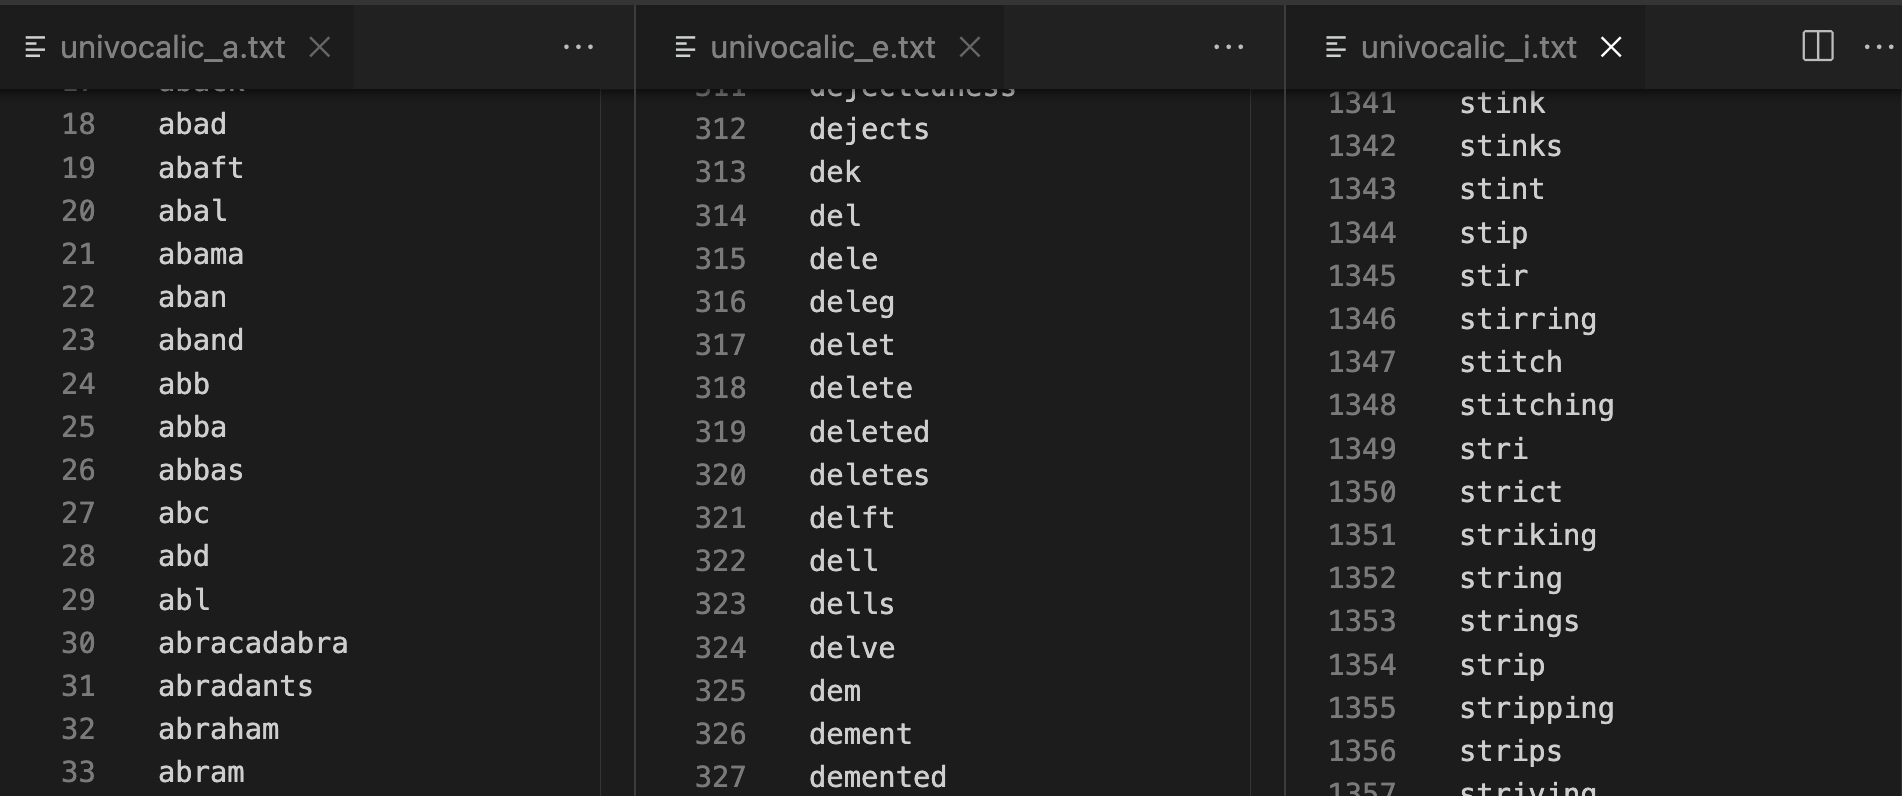 univocalic_a.txt
18 abad
19 abaft
20 abal
21 abama
22 aban
23 aband
24 abb
25 abba
26 abbas
27 abc
28 abd
29 abl
30 abracadabra
31 abradants
32 abraham
33 abram
univocalic_e.txt
311 dejectedness
312 dejects
313 dek
314 del
315 dele
316 deleg
317 delet
318 delete
319 deleted
320 deletes
321 delft
322 dell
323 dells
324 delve
325 dem
326 dement
327 demented
univocalic_i.txt
1341 stink
1342 stinks
1343 stint
1344 stip
1345 stir
1346 stirring
1347 stitch
1348 stitching
1349 stri
1350 strict
1351 striking
1352 string
1353 strings
1354 strip
1355 stripping
1356 strips
1357 striving